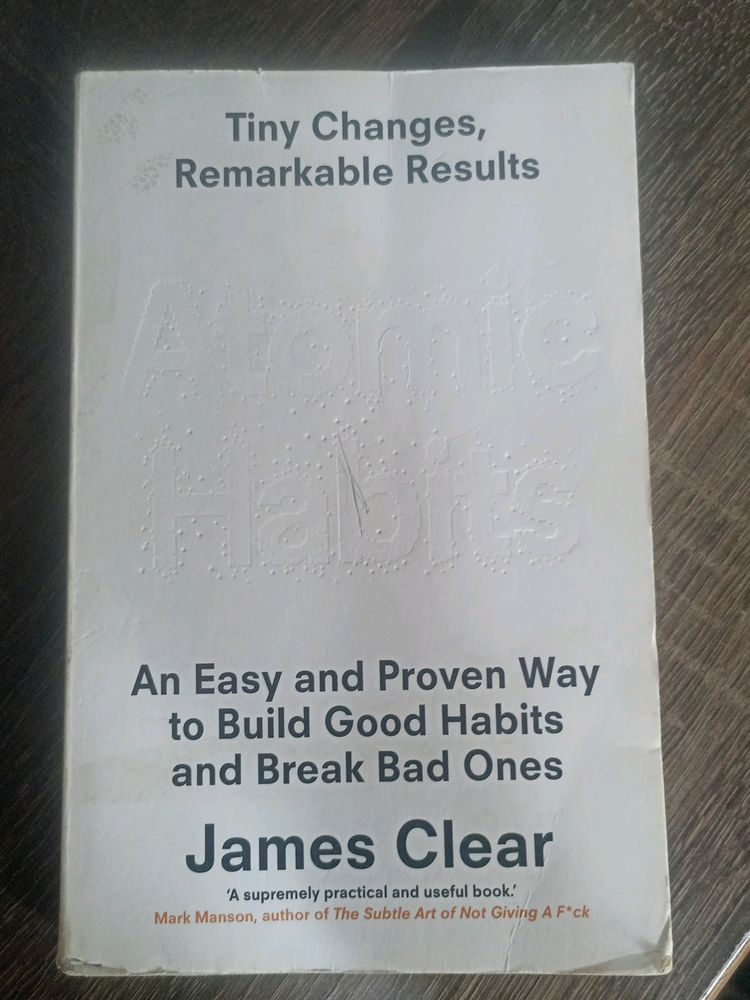 Tiny Changes,
Remarkable Results
Atomic
Habits
An Easy and Proven Way
to Build Good Habits
and Break Bad Ones
James Clear
‘A supremely practical and useful book.’
Mark Manson, author of The Subtle Art of Not Giving A F*ck